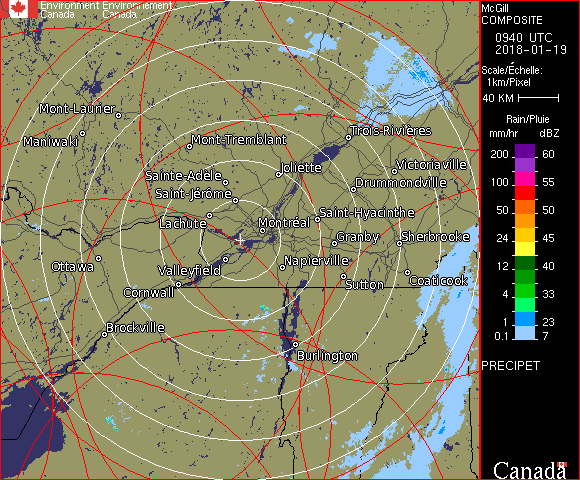 Environment Environnement
Canada Canada
McGill
COMPOSITE
0940 UTC
2018-01-19
Scale/Échelle:
1km/Pixel
40 KM
Rain/Pluie
mm/hr dBZ
200 60
100 55
50 50
24 45
12 40
4 33
2 30
1 23
0.1 7
PRECIPET
Canada
Mont-Laurier
Maniwaki
Mont-Tremblant
Trois-Rivières
Sainte-Adèle
Joliette
Victoriaville
Saint-Jérôme
Drummondville
Lachute
Montréal
Saint-Hyacinthe
Granby
Sherbrooke
Ottawa
Valleyfield
Napierville
Cornwall
Sutton
Coaticook
Brockville
Burlington